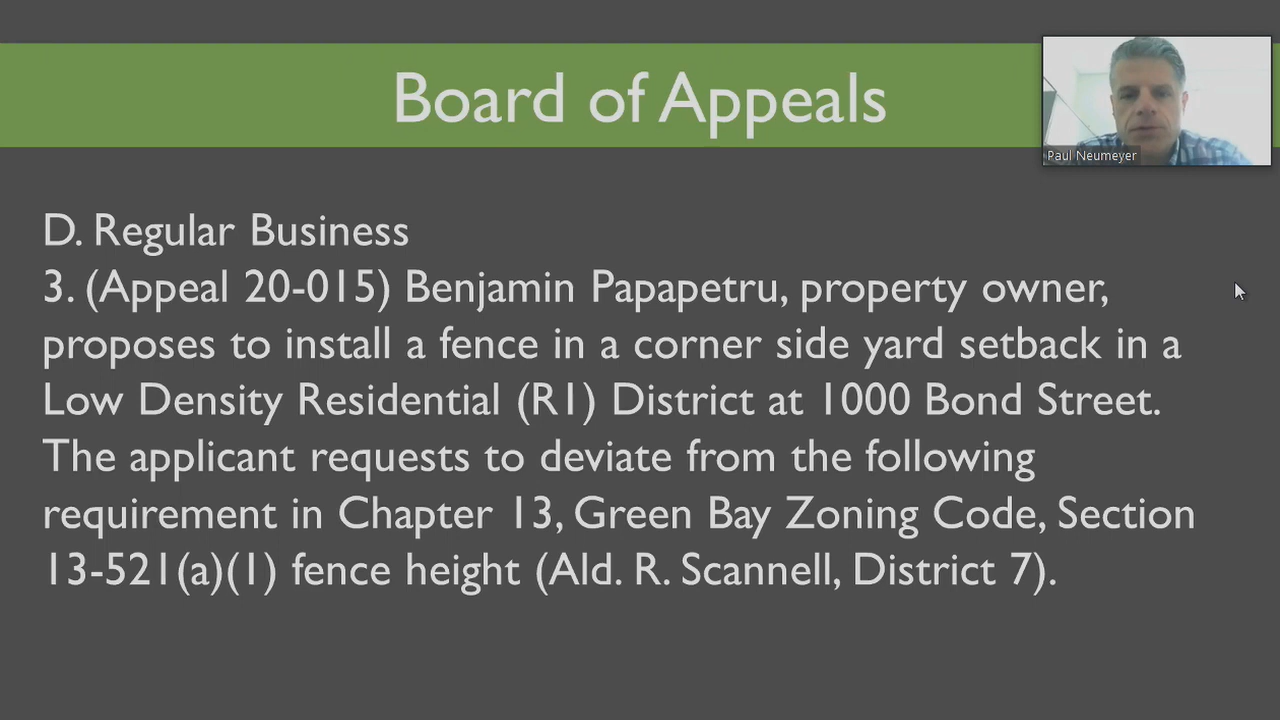 Board of Appeals
Paul Neumeyer
D. Regular Business
3. (Appeal 20-015) Benjamin Papapetru, property owner,
proposes to install a fence in a corner side yard setback in a
Low Density Residential (R1) District at 1000 Bond Street.
The applicant requests to deviate from the following
requirement in Chapter 13, Green Bay Zoning Code, Section
13-521(a)(1) fence height (Ald. R. Scannell, District 7).